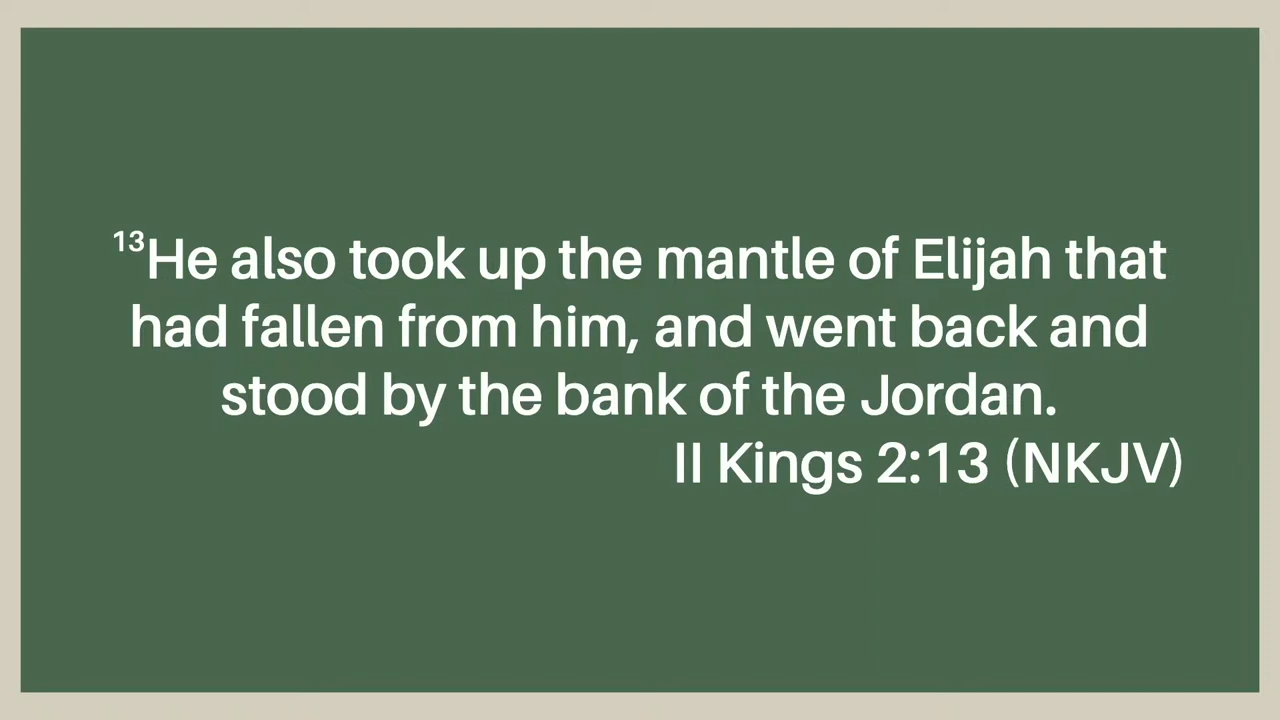 ¹³He also took up the mantle of Elijah that
had fallen from him, and went back and
stood by the bank of the Jordan.
II Kings 2:13 (NKJV)